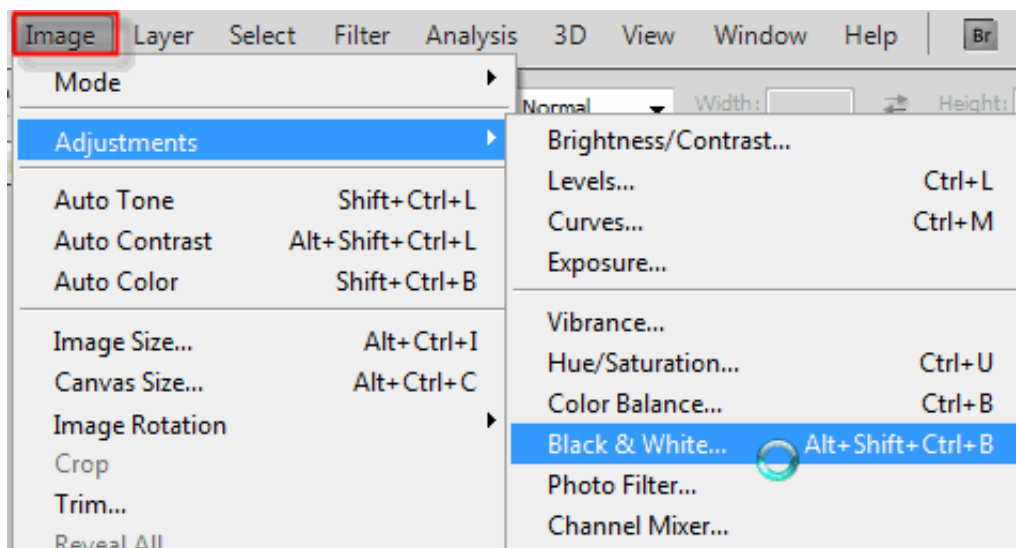 Image Layer Select Filter Analysis 3D View Window Help Br
Mode
Normal Width: Height:
Adjustments
Auto Tone Shift+Ctrl+L
Auto Contrast Alt+Shift+Ctrl+L
Auto Color Shift+Ctrl+B
Image Size... Alt+Ctrl+I
Canvas Size... Alt+Ctrl+C
Image Rotation
Crop
Trim...
Reveal All
Brightness/Contrast...
Levels... Ctrl+L
Curves... Ctrl+M
Exposure...
Vibrance...
Hue/Saturation... Ctrl+U
Color Balance... Ctrl+B
Black & White... Alt+Shift+Ctrl+B
Photo Filter...
Channel Mixer...